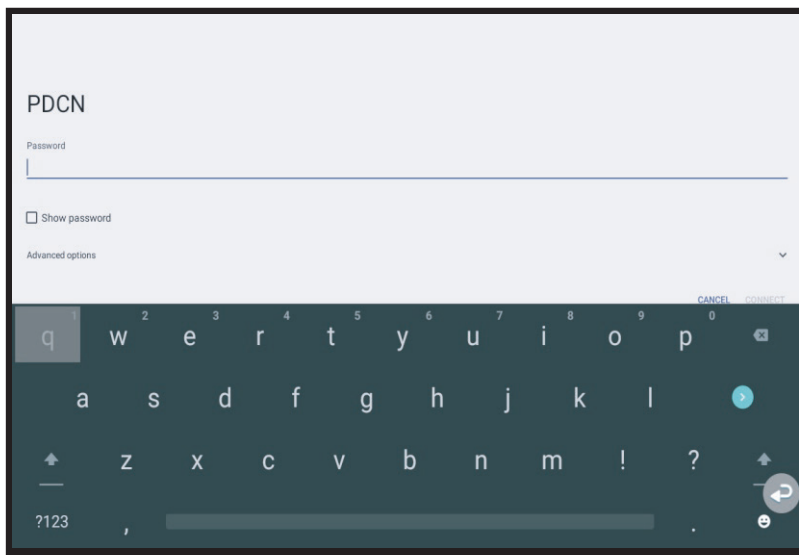 PDCN
Password
Show password
Advanced options
CANCEL CONNECT
q 1 w 2 e 3 r 4 t 5 y 6 u 7 i 8 o 9 p 0
a s d f g h j k l
z x c v b n m ! ?
?123 , .